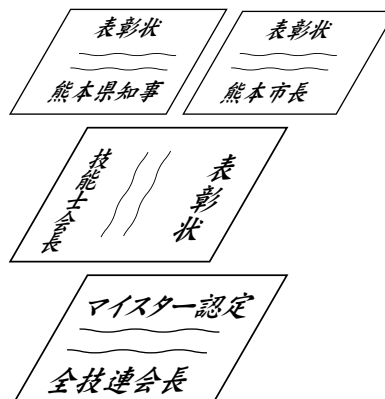 表彰状
熊本県知事
表彰状
熊本市長
表彰状
技能士会長
マイスター認定
全技連会長